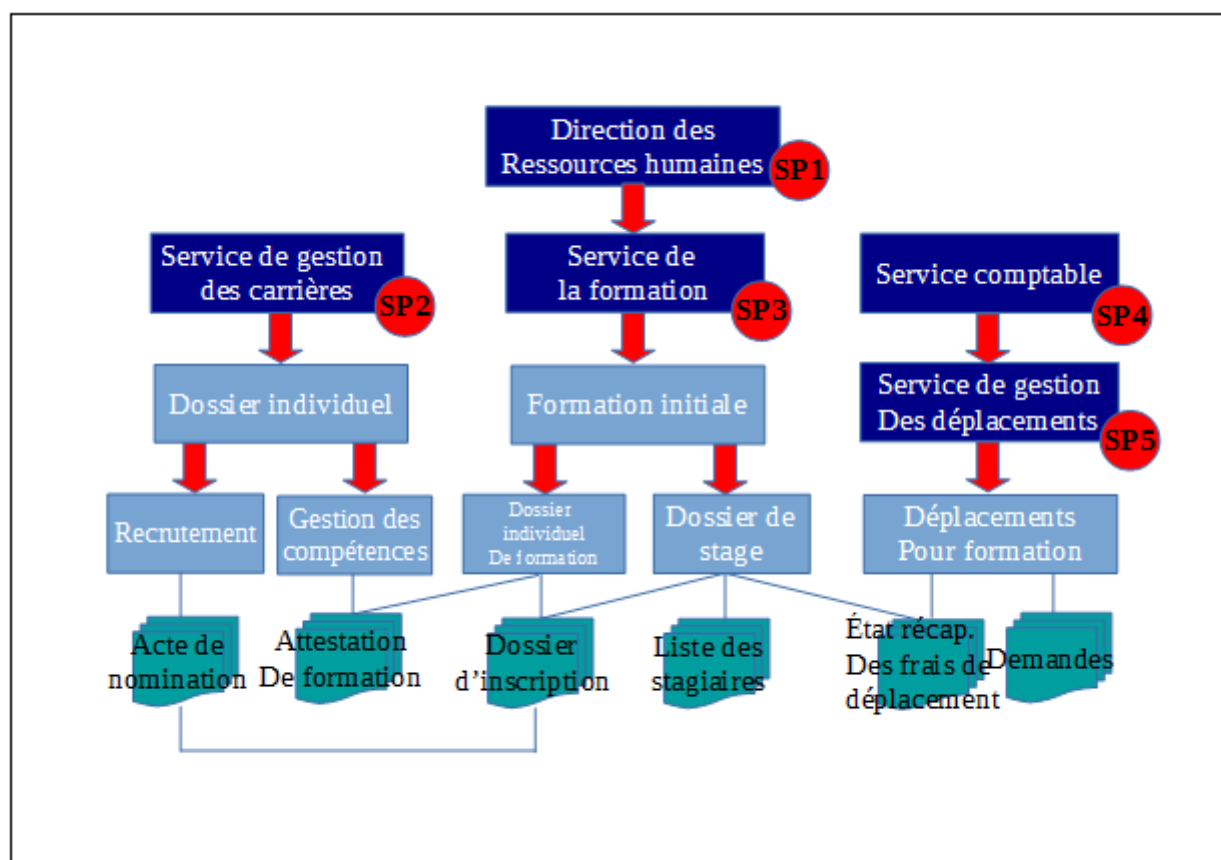 Direction des
Ressources humaines
SP1
Service de gestion
des carrières
SP2
Service de
la formation
SP3
Service comptable
SP4
Dossier individuel
Formation initiale
Service de gestion
Des déplacements
SP5
Recrutement
Gestion des
compétences
Dossier
individuel
De formation
Dossier de
stage
Déplacements
Pour formation
Acte de
nomination
Attestation
De formation
Dossier
d’inscription
Liste des
stagiaires
État récap.
Des frais de
déplacement
Demandes